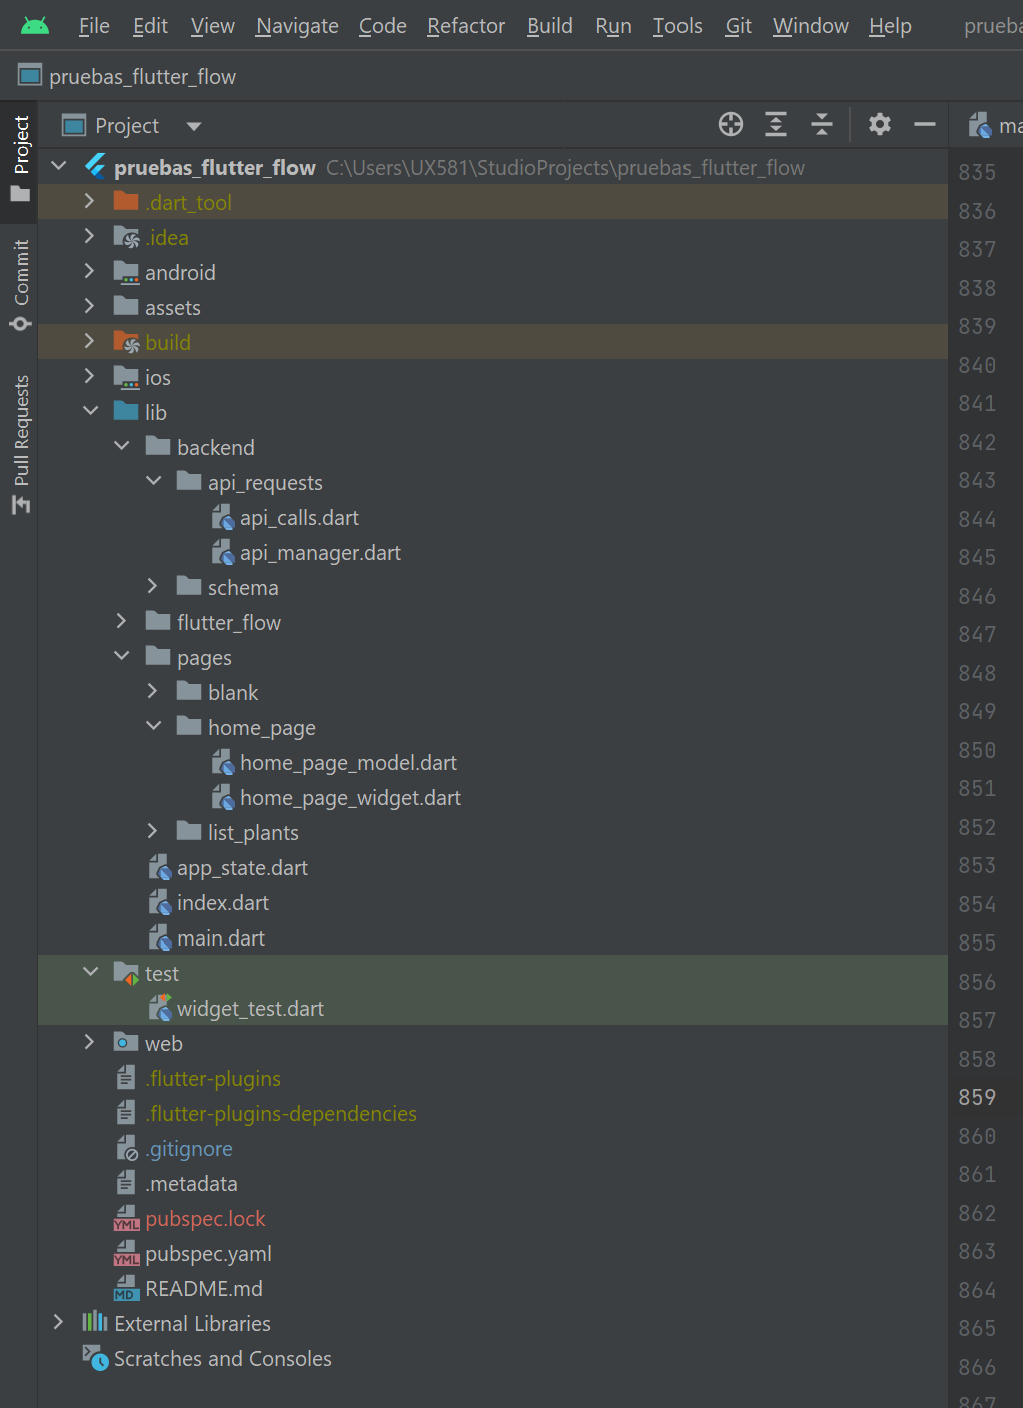 File Edit View Navigate Code Refactor Build Run Tools Git Window Help prueba
pruebas_flutter_flow
Project
Commit
Pull Requests
Project
pruebas_flutter_flow C:\Users\UX581\StudioProjects\pruebas_flutter_flow
.dart_tool
.idea
android
assets
build
ios
lib
backend
api_requests
api_calls.dart
api_manager.dart
schema
flutter_flow
pages
blank
home_page
home_page_model.dart
home_page_widget.dart
list_plants
app_state.dart
index.dart
main.dart
test
widget_test.dart
web
.flutter-plugins
.flutter-plugins-dependencies
.gitignore
.metadata
YML pubspec.lock
YML pubspec.yaml
MD README.md
External Libraries
Scratches and Consoles
ma
835
836
837
838
839
840
841
842
843
844
845
846
847
848
849
850
851
852
853
854
855
856
857
858
859
860
861
862
863
864
865
866
867